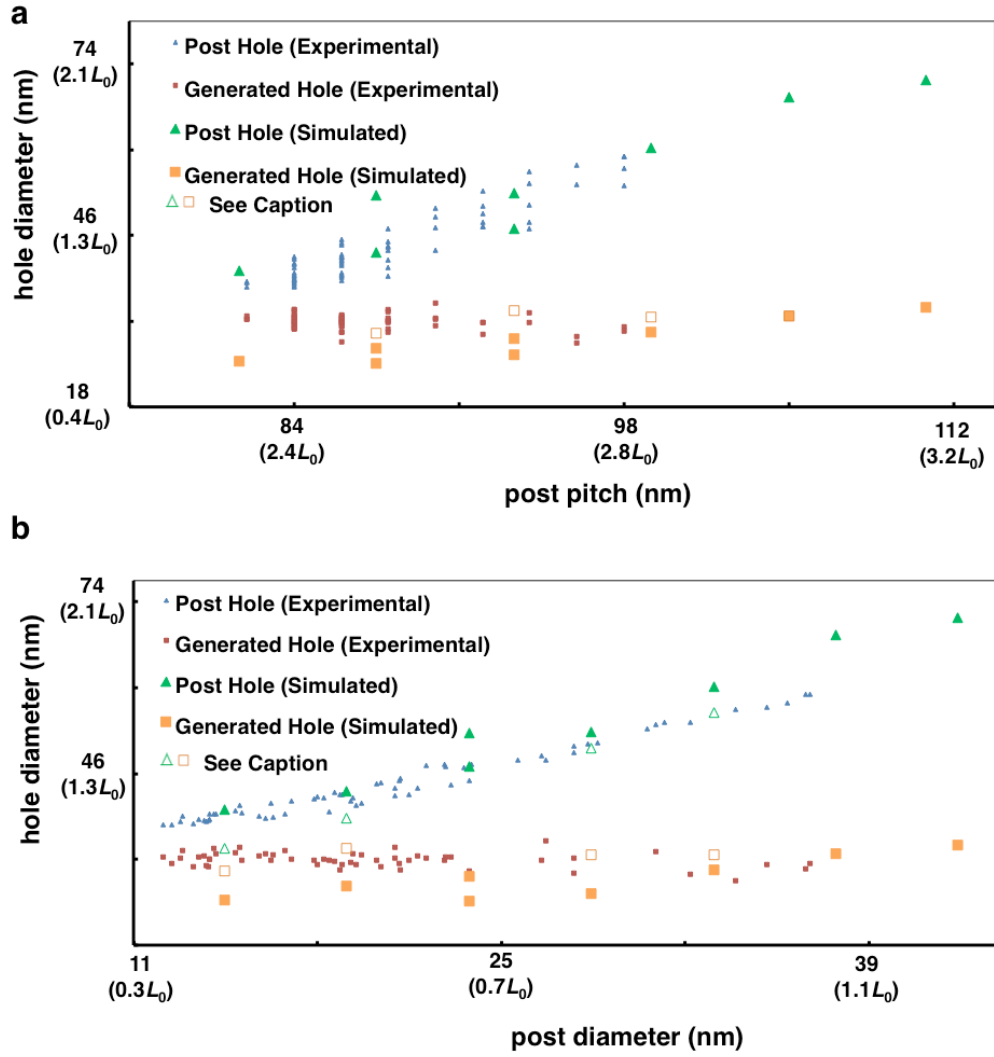 a
74
(2.1L₀)
Post Hole (Experimental)
Generated Hole (Experimental)
Post Hole (Simulated)
Generated Hole (Simulated)
See Caption
46
(1.3L₀)
18
(0.4L₀)
hole diameter (nm)
84
(2.4L₀)
98
(2.8L₀)
112
(3.2L₀)
post pitch (nm)
b
74
(2.1L₀)
Post Hole (Experimental)
Generated Hole (Experimental)
Post Hole (Simulated)
Generated Hole (Simulated)
See Caption
46
(1.3L₀)
hole diameter (nm)
11
(0.3L₀)
25
(0.7L₀)
39
(1.1L₀)
post diameter (nm)